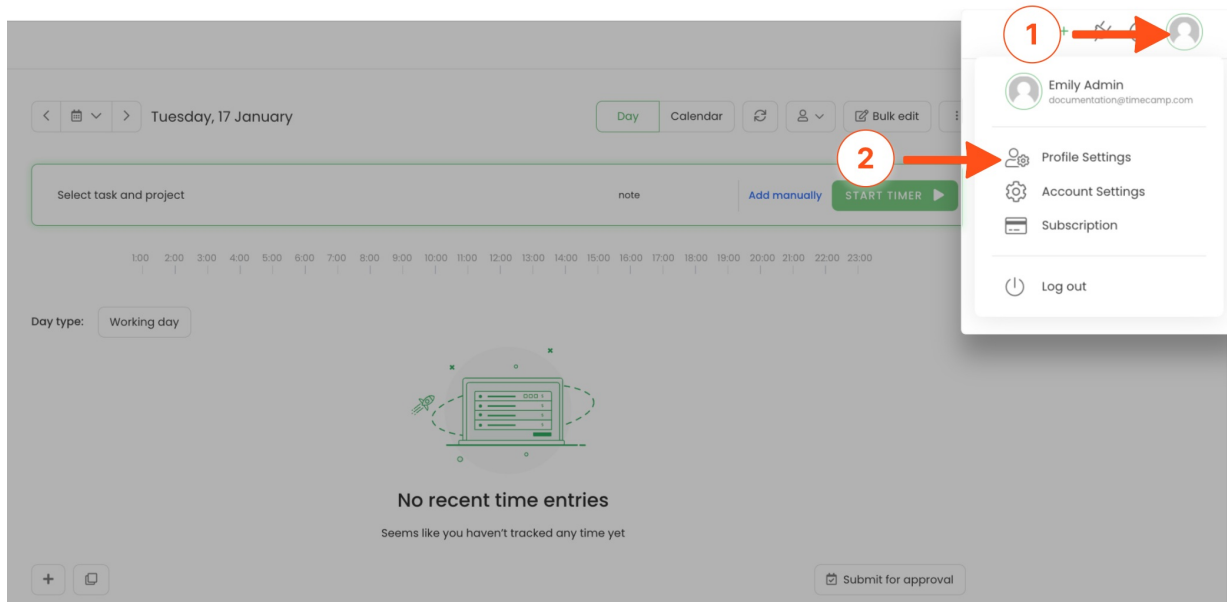 1
Emily Admin
documentation@timecamp.com
Tuesday, 17 January
Day Calendar
Bulk edit
2
Profile Settings
Account Settings
Subscription
Log out
Select task and project
note
Add manually
START TIMER
1:00 2:00 3:00 4:00 5:00 6:00 7:00 8:00 9:00 10:00 11:00 12:00 13:00 14:00 15:00 16:00 17:00 18:00 19:00 20:00 21:00 22:00 23:00
Day type: Working day
No recent time entries
Seems like you haven't tracked any time yet
Submit for approval